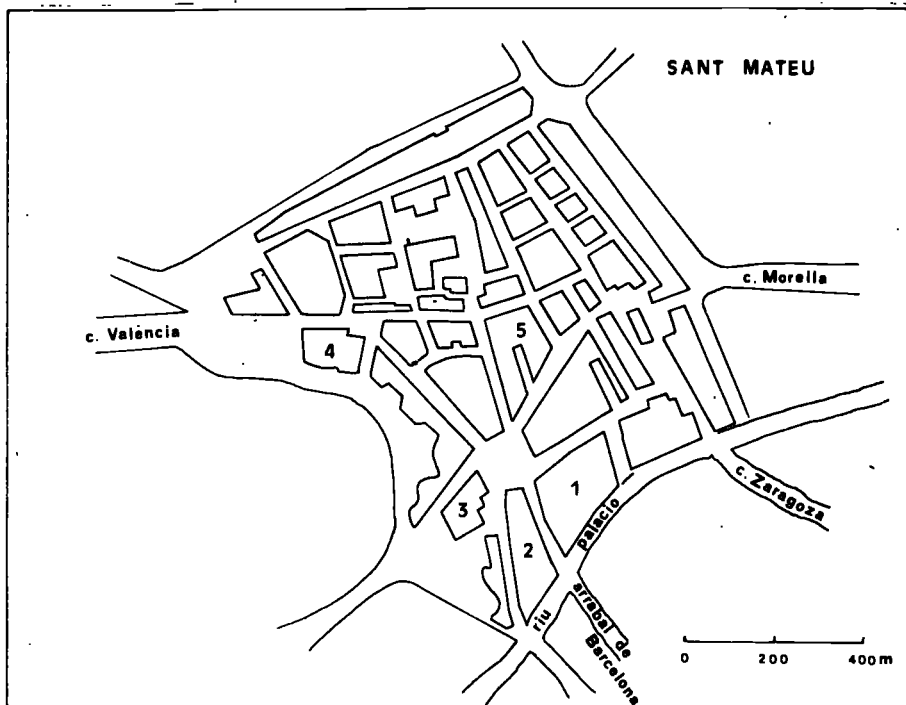 SANT MATEU
c. Morella
c. València
5
4
1
3
2
c. Zaragoza
riu palacio
arrabal de
Barcelona
0 200 400m